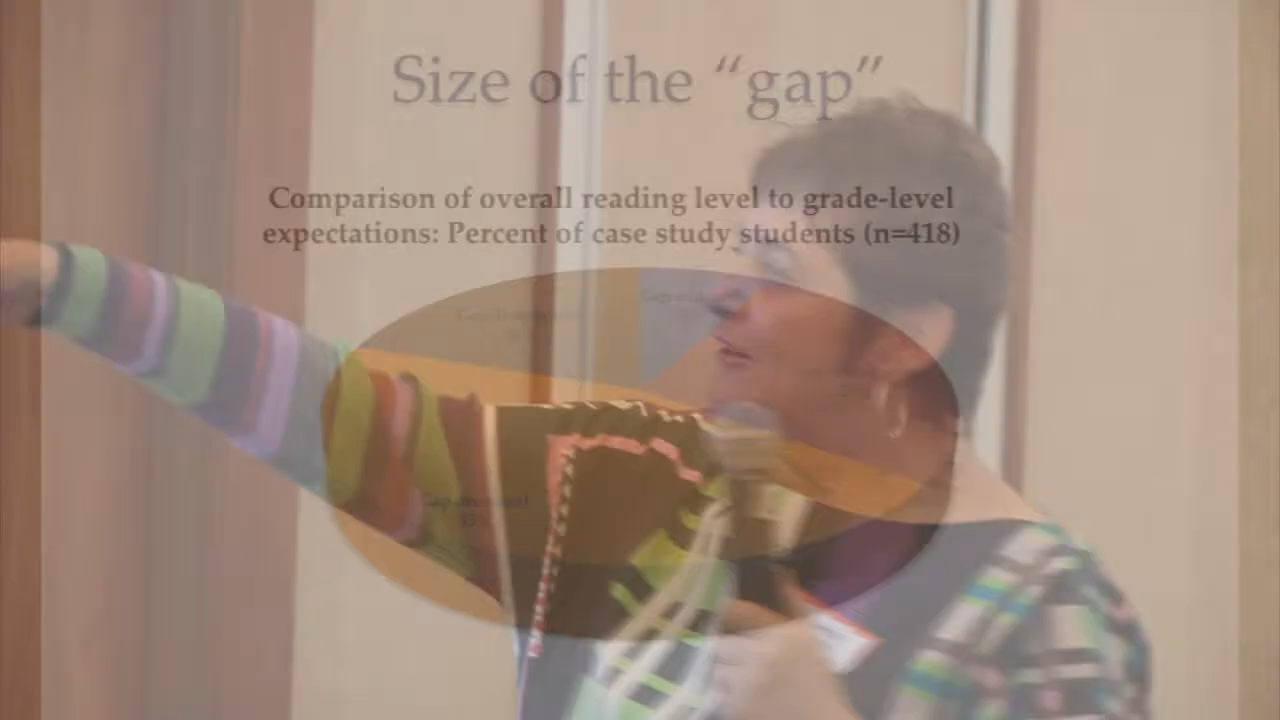 Size of the “gap”
Comparison of overall reading level to grade-level
expectations: Percent of case study students (n=418)